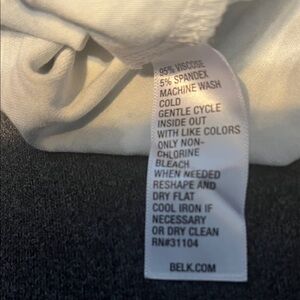 95% VISCOSE
5% SPANDEX
MACHINE WASH
COLD
GENTLE CYCLE
INSIDE OUT
WITH LIKE COLORS
ONLY NON-
CHLORINE
BLEACH
WHEN NEEDED
RESHAPE AND
DRY FLAT
COOL IRON IF
NECESSARY
OR DRY CLEAN
RN#31104
BELK.COM